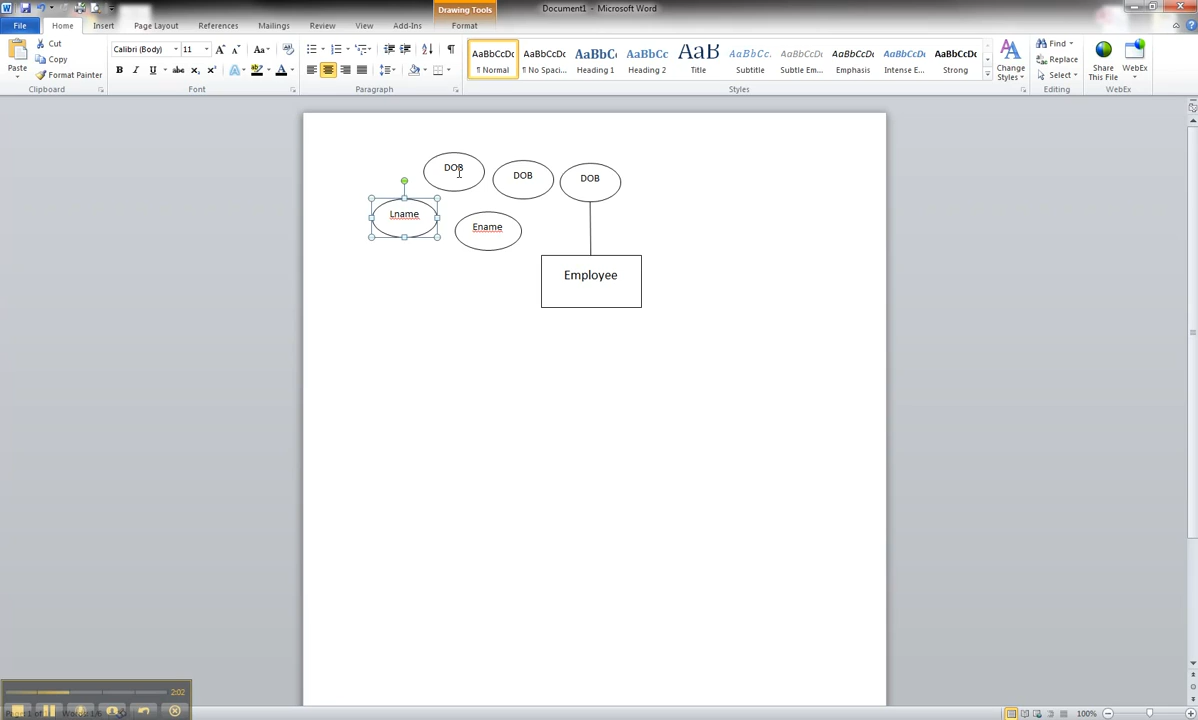 Drawing Tools
Document1 - Microsoft Word
File
Home
Insert
Page Layout
References
Mailings
Review
View
Add-Ins
Format
Paste
Cut
Copy
Format Painter
Clipboard
Calibri (Body)
11
Font
Paragraph
AaBbCcDc
¶ Normal
AaBbCcDc
¶ No Spaci...
AaBbCc
Heading 1
AaBbCc
Heading 2
AaB
Title
AaBbCc.
Subtitle
AaBbCcDc
Subtle Em...
AaBbCcDc
Emphasis
AaBbCcDc
Intense E...
AaBbCcDc
Strong
Styles
Change
Styles
Find
Replace
Select
Editing
Share
This File
WebEx
WebEx
DOB
DOB
DOB
Lname
Ename
Employee
2:02
100%